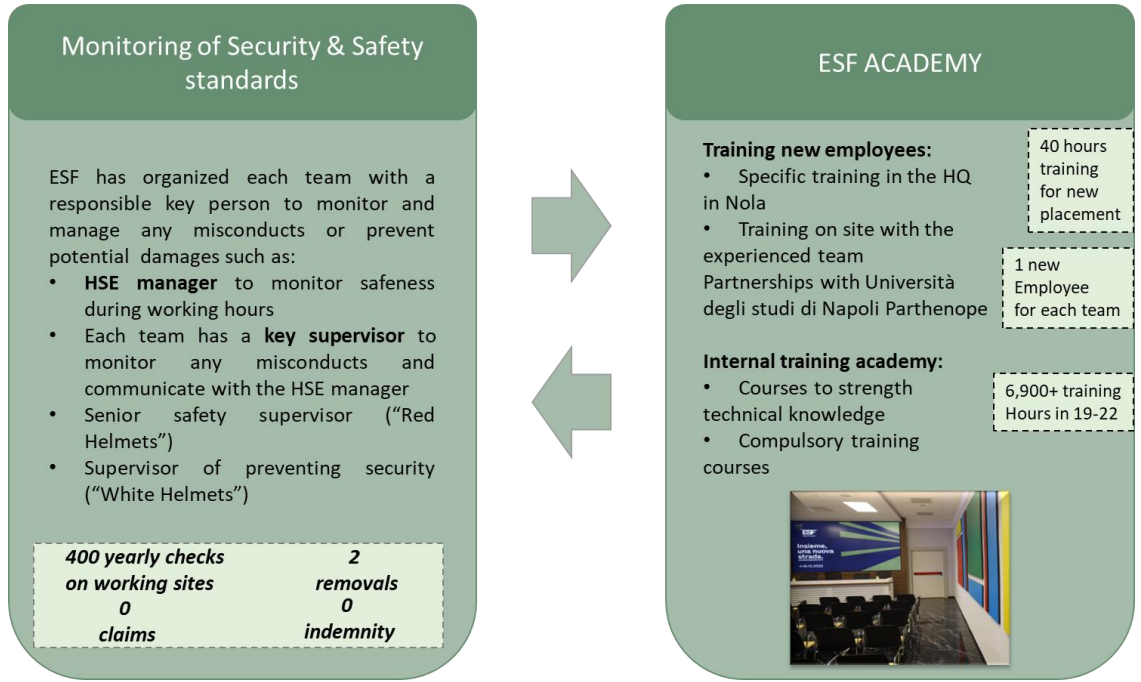 Monitoring of Security & Safety
standards
ESF has organized each team with a
responsible key person to monitor and
manage any misconducts or prevent
potential damages such as:
• HSE manager to monitor safeness
during working hours
• Each team has a key supervisor to
monitor any misconducts and
communicate with the HSE manager
• Senior safety supervisor (“Red
Helmets”)
• Supervisor of preventing security
(“White Helmets”)
400 yearly checks
on working sites
0
claims
2
removals
0
indemnity
ESF ACADEMY
Training new employees:
• Specific training in the HQ
in Nola
• Training on site with the
experienced team
Partnerships with Università
degli studi di Napoli Parthenope
40 hours
training
for new
placement
1 new
Employee
for each team
Internal training academy:
• Courses to strength
technical knowledge
• Compulsory training
courses
6,900+ training
Hours in 19-22
ESF
Insieme,
una nuova
strada.